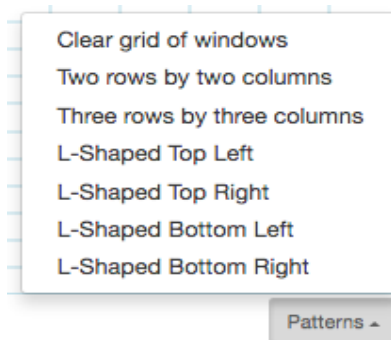 Clear grid of windows
Two rows by two columns
Three rows by three columns
L-Shaped Top Left
L-Shaped Top Right
L-Shaped Bottom Left
L-Shaped Bottom Right
Patterns